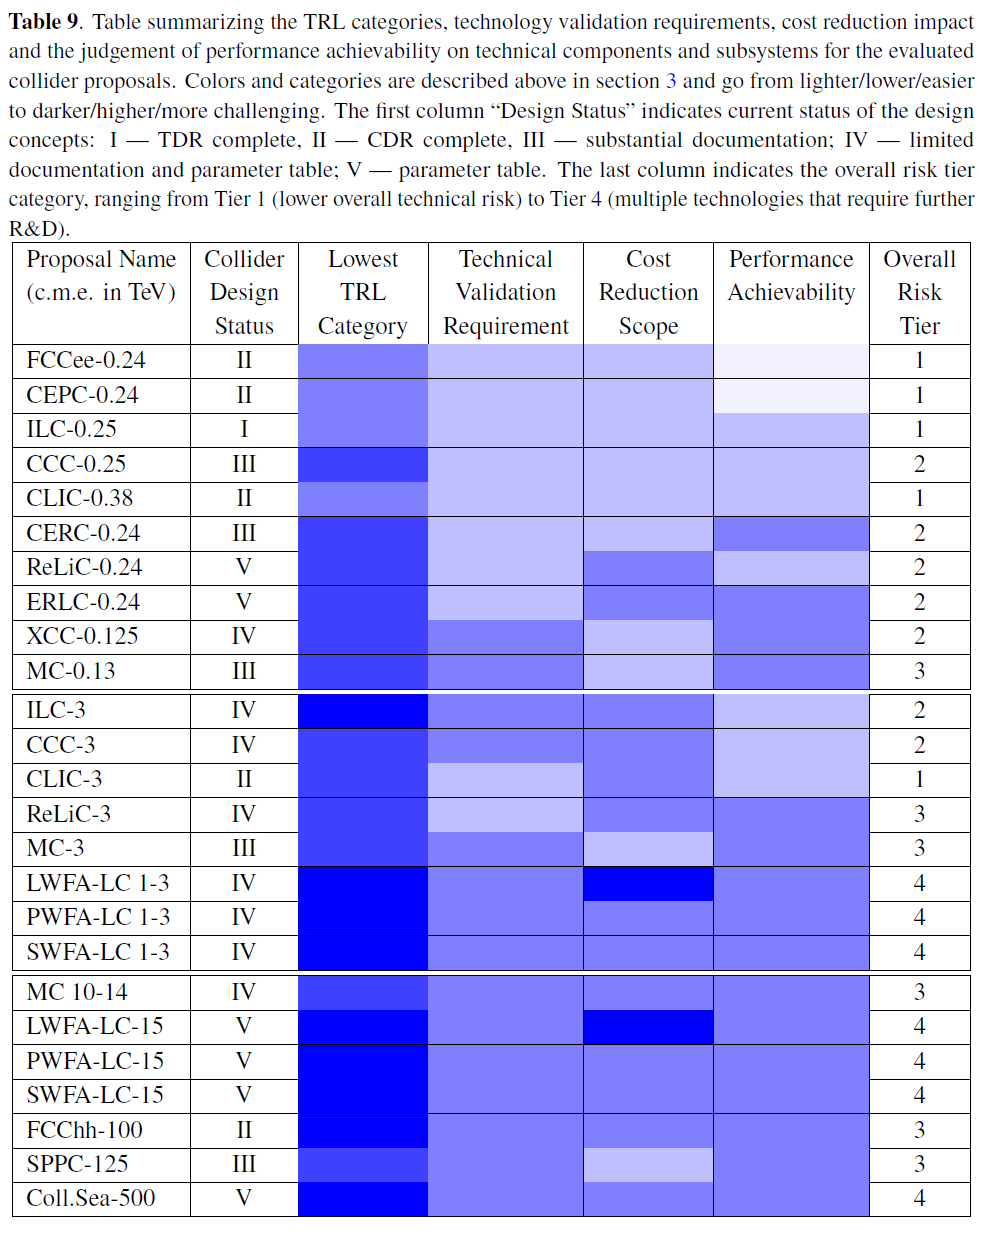 Table 9. Table summarizing the TRL categories, technology validation requirements, cost reduction impact
and the judgement of performance achievability on technical components and subsystems for the evaluated
collider proposals. Colors and categories are described above in section 3 and go from lighter/lower/easier
to darker/higher/more challenging. The first column “Design Status” indicates current status of the design
concepts: I — TDR complete, II — CDR complete, III — substantial documentation; IV — limited
documentation and parameter table; V — parameter table. The last column indicates the overall risk tier
category, ranging from Tier 1 (lower overall technical risk) to Tier 4 (multiple technologies that require further
R&D).
Proposal Name Collider Lowest Technical Cost Performance Overall
(c.m.e. in TeV) Design TRL Validation Reduction Achievability Risk
Status Category Requirement Scope Tier
FCCee-0.24 II 1
CEPC-0.24 II 1
ILC-0.25 I 1
CCC-0.25 III 2
CLIC-0.38 II 1
CERC-0.24 III 2
ReLiC-0.24 V 2
ERLC-0.24 V 2
XCC-0.125 IV 2
MC-0.13 III 3
ILC-3 IV 2
CCC-3 IV 2
CLIC-3 II 1
ReLiC-3 IV 3
MC-3 III 3
LWFA-LC 1-3 IV 4
PWFA-LC 1-3 IV 4
SWFA-LC 1-3 IV 4
MC 10-14 IV 3
LWFA-LC-15 V 4
PWFA-LC-15 V 4
SWFA-LC-15 V 4
FCChh-100 II 3
SPPC-125 III 3
Coll.Sea-500 V 4